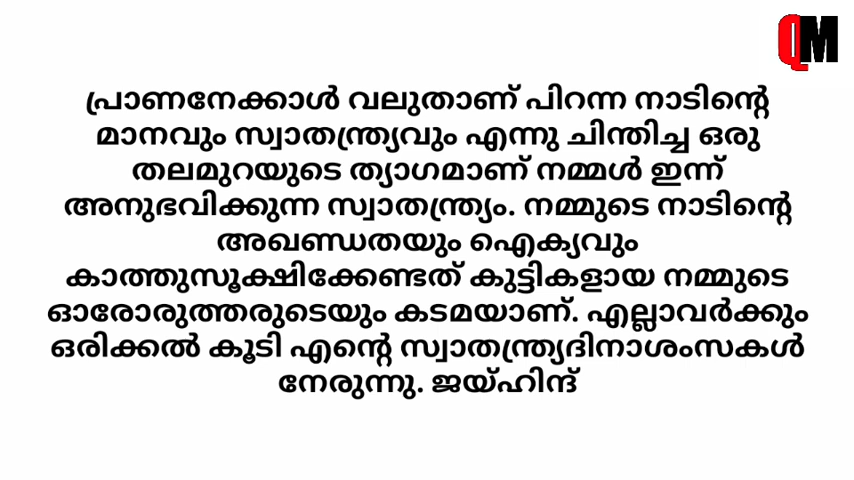 QM
പ്രാണനേക്കാൾ വലുതാണ് പിറന്ന നാടിന്റെ
മാനവും സ്വാതന്ത്ര്യവും എന്നു ചിന്തിച്ച ഒരു
തലമുറയുടെ ത്യാഗമാണ് നമ്മൾ ഇന്ന്
അനുഭവിക്കുന്ന സ്വാതന്ത്ര്യം. നമ്മുടെ നാടിന്റെ
അഖണ്ഡതയും ഐക്യവും
കാത്തുസൂക്ഷിക്കേണ്ടത് കുട്ടികളായ നമ്മുടെ
ഓരോരുത്തരുടെയും കടമയാണ്. എല്ലാവർക്കും
ഒരിക്കൽ കൂടി എന്റെ സ്വാതന്ത്ര്യദിനാശംസകൾ
നേരുന്നു. ജയ്ഹിന്ദ്